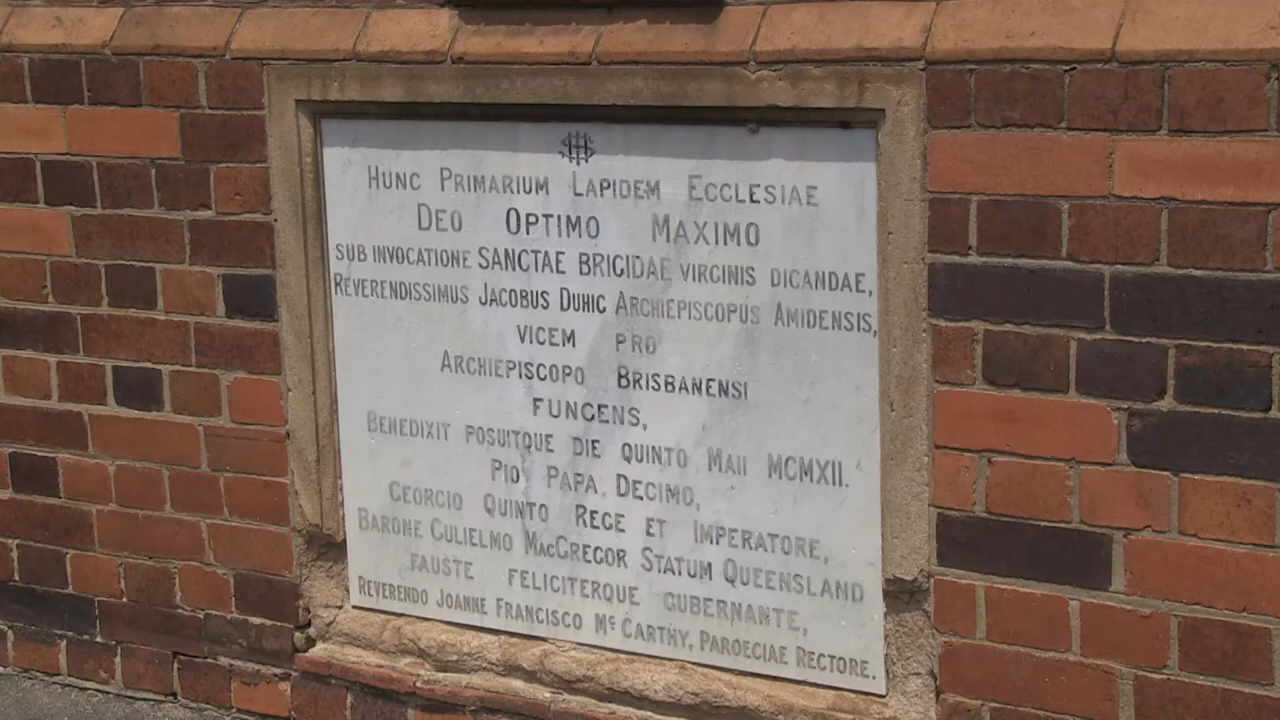 IHS
HUNC PRIMARIUM LAPIDEM ECCLESIAE
DEO OPTIMO MAXIMO
SUB INVOCATIONE SANCTAE BRIGIDAE VIRGINIS DICANDAE,
REVERENDISSIMUS JACOBUS DUHIC ARCHIEPISCOPUS AMIDENSIS,
VICEM PRO
ARCHIEPISCOPO BRISBANENSI
FUNGENS,
BENEDIXIT POSUITQUE DIE QUINTO MAII MCMXII.
PIO PAPA DECIMO,
GEORGIO QUINTO REGE ET IMPERATORE,
BARONE GULIELMO MACGREGOR STATUM QUEENSLAND
FAUSTE FELICITERQUE GUBERNANTE,
REVERENDO JOANNE FRANCISCO Mc CARTHY, PAROECIAE RECTORE.